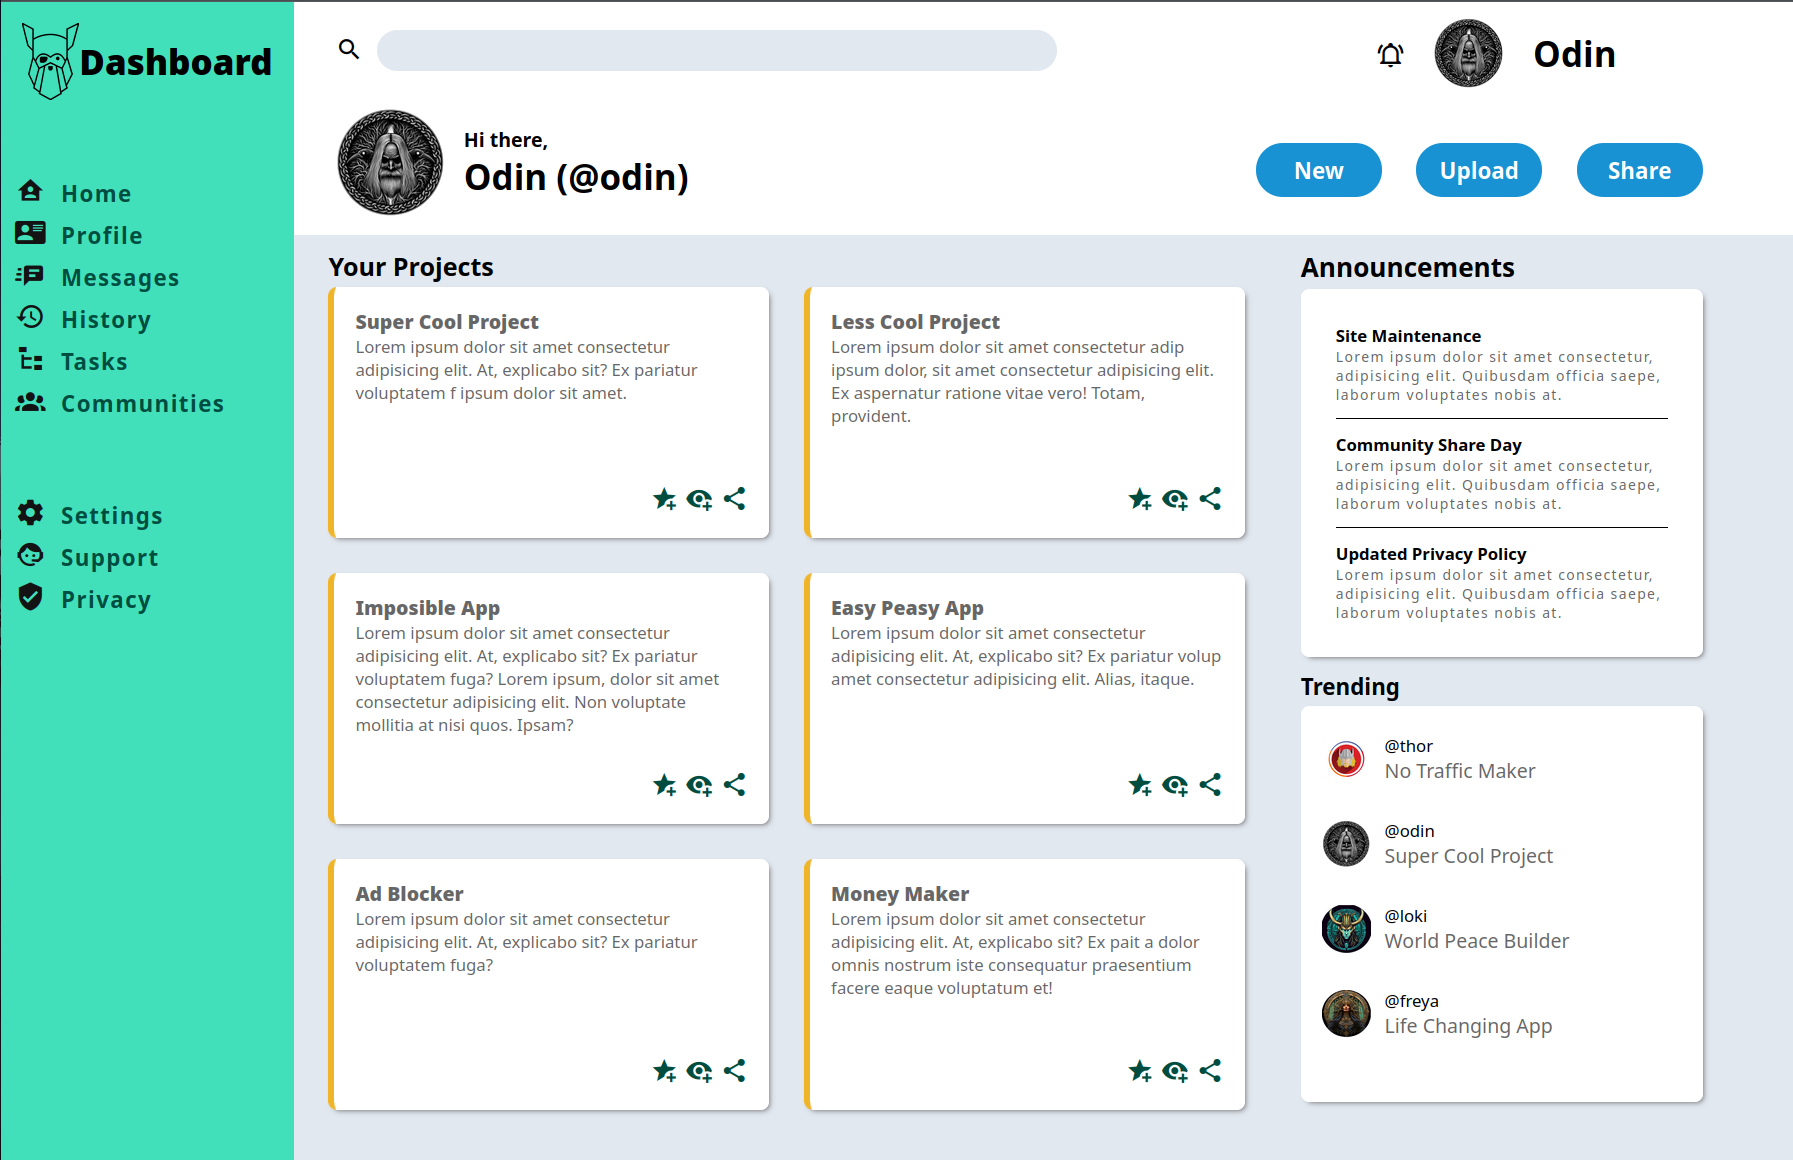 Dashboard
Home
Profile
Messages
History
Tasks
Communities
Settings
Support
Privacy
Odin
Hi there,
Odin (@odin)
New
Upload
Share
Your Projects
Super Cool Project
Lorem ipsum dolor sit amet consectetur
adipisicing elit. At, explicabo sit? Ex pariatur
voluptatem f ipsum dolor sit amet.
Less Cool Project
Lorem ipsum dolor sit amet consectetur adip
ipsum dolor, sit amet consectetur adipisicing elit.
Ex aspernatur ratione vitae vero! Totam,
provident.
Imposible App
Lorem ipsum dolor sit amet consectetur
adipisicing elit. At, explicabo sit? Ex pariatur
voluptatem fuga? Lorem ipsum, dolor sit amet
consectetur adipisicing elit. Non voluptate
mollitia at nisi quos. Ipsam?
Easy Peasy App
Lorem ipsum dolor sit amet consectetur
adipisicing elit. At, explicabo sit? Ex pariatur volup
amet consectetur adipisicing elit. Alias, itaque.
Ad Blocker
Lorem ipsum dolor sit amet consectetur
adipisicing elit. At, explicabo sit? Ex pariatur
voluptatem fuga?
Money Maker
Lorem ipsum dolor sit amet consectetur
adipisicing elit. At, explicabo sit? Ex pait a dolor
omnis nostrum iste consequatur praesentium
facere eaque voluptatum et!
Announcements
Site Maintenance
Lorem ipsum dolor sit amet consectetur,
adipisicing elit. Quibusdam officia saepe,
laborum voluptates nobis at.
Community Share Day
Lorem ipsum dolor sit amet consectetur,
adipisicing elit. Quibusdam officia saepe,
laborum voluptates nobis at.
Updated Privacy Policy
Lorem ipsum dolor sit amet consectetur,
adipisicing elit. Quibusdam officia saepe,
laborum voluptates nobis at.
Trending
@thor
No Traffic Maker
@odin
Super Cool Project
@loki
World Peace Builder
@freya
Life Changing App